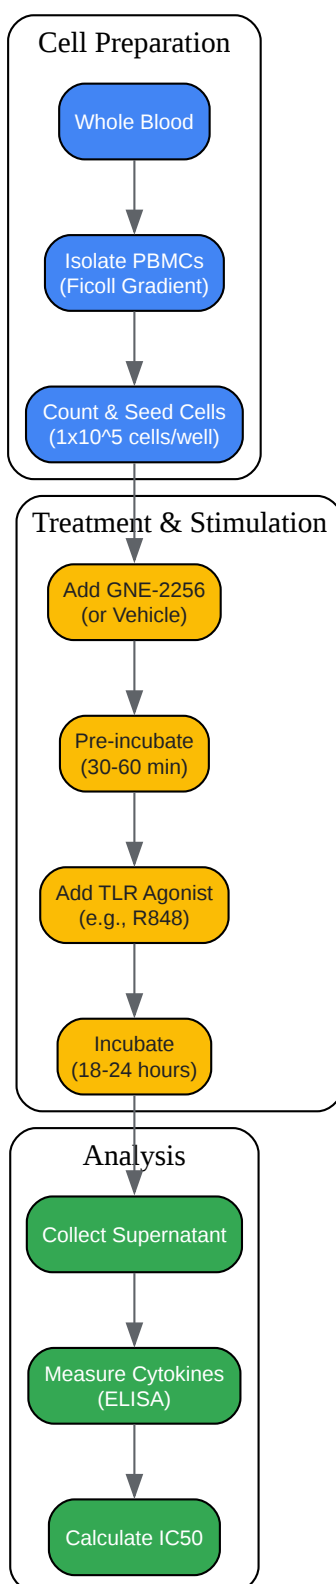 Cell Preparation
Whole Blood
Isolate PBMCs
(Ficoll Gradient)
Count & Seed Cells
(1x10^5 cells/well)
Treatment & Stimulation
Add GNE-2256
(or Vehicle)
Pre-incubate
(30-60 min)
Add TLR Agonist
(e.g., R848)
Incubate
(18-24 hours)
Analysis
Collect Supernatant
Measure Cytokines
(ELISA)
Calculate IC50